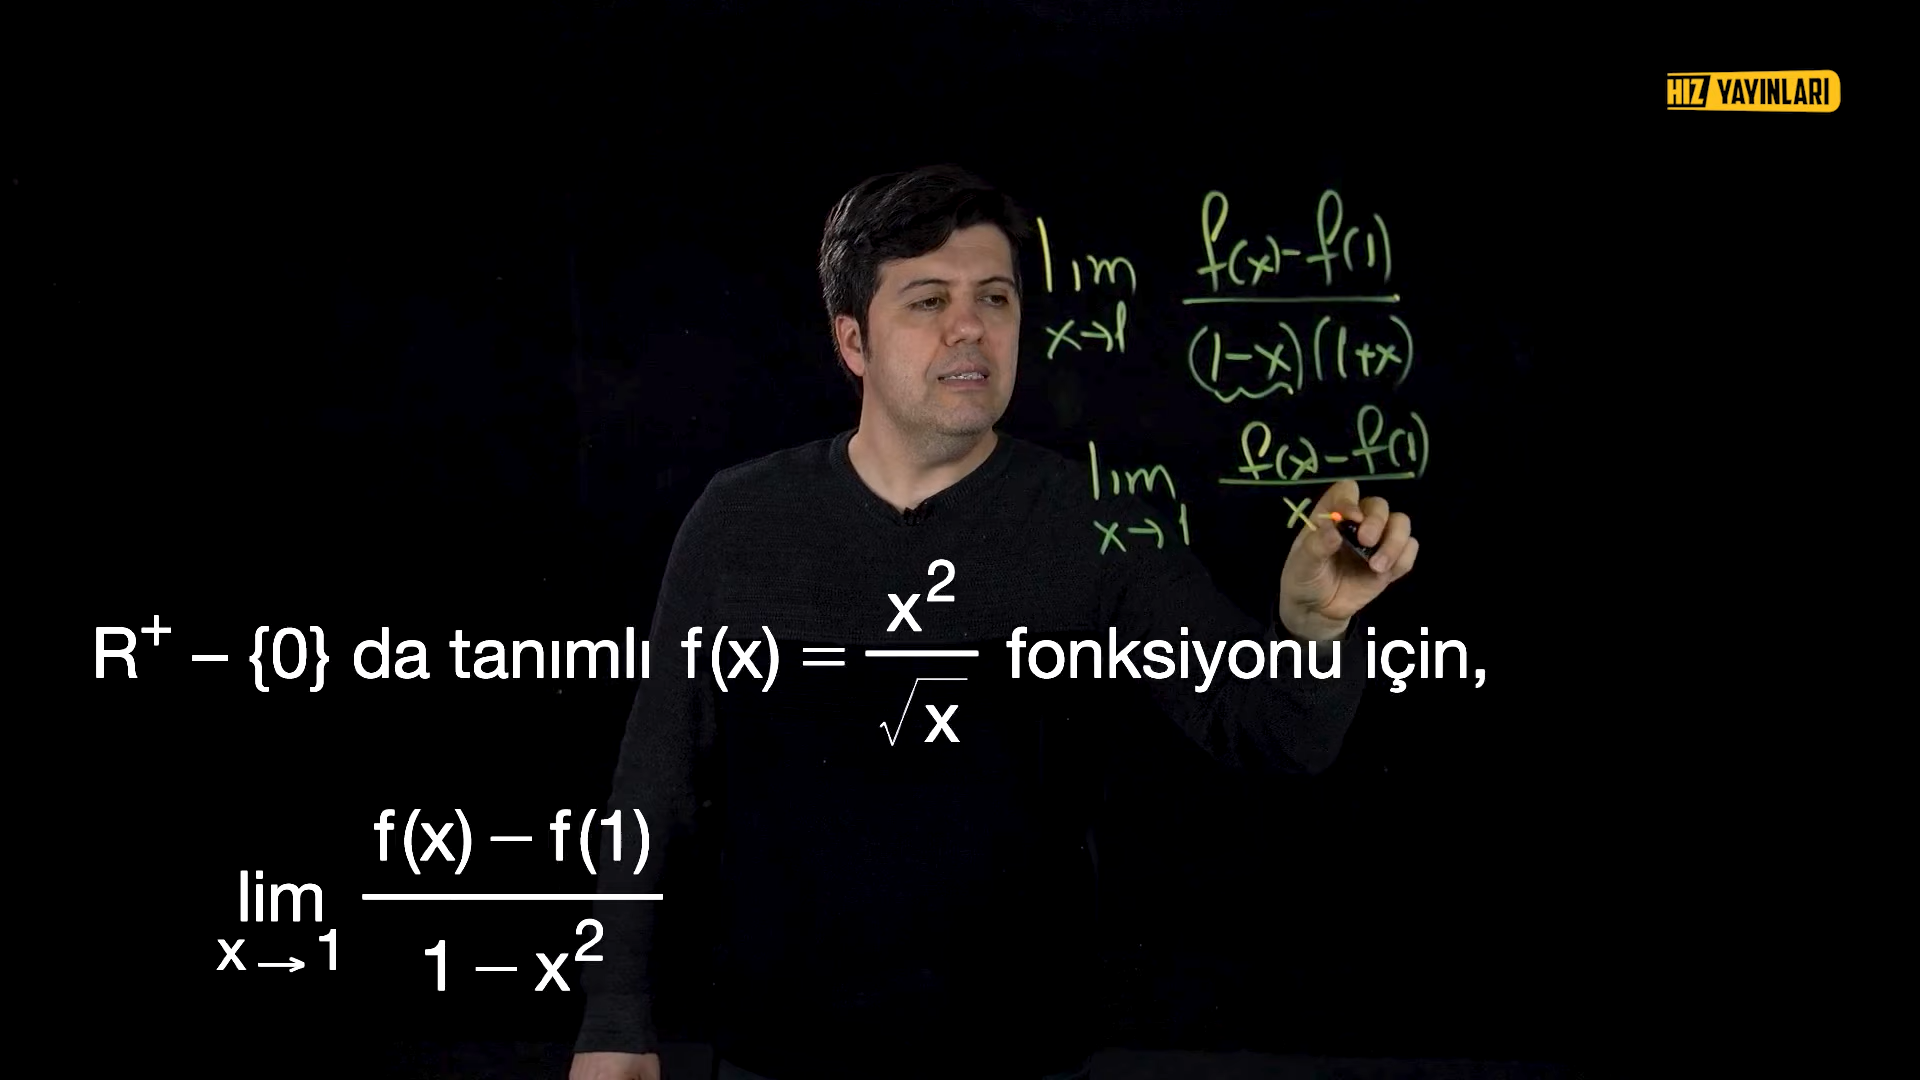 HIZ YAYINLARI
lim f(x)-f(1)
x→1 (1-x)(1+x)
lim f(x)-f(1)
x→1 x-
R⁺ – {0} da tanımlı f(x) = x²/√x fonksiyonu için,
lim f(x) – f(1)
x→1 1 – x²